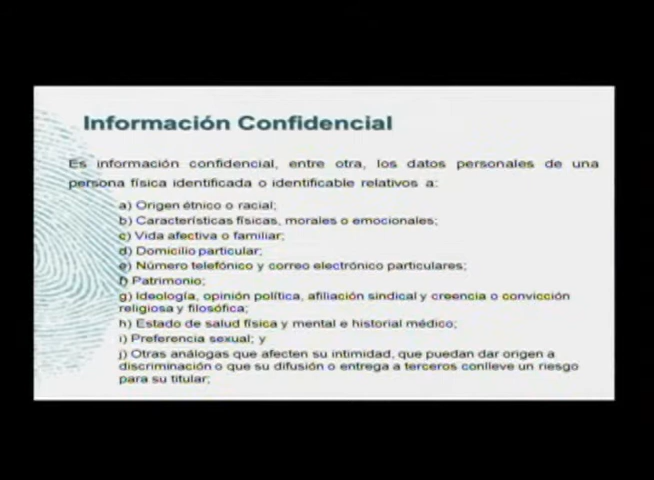 Información Confidencial
Es información confidencial, entre otra, los datos personales de una
persona física identificada o identificable relativos a:
a) Origen étnico o racial;
b) Características físicas, morales o emocionales;
c) Vida afectiva o familiar;
d) Domicilio particular;
e) Número telefónico y correo electrónico particulares;
f) Patrimonio;
g) Ideología, opinión política, afiliación sindical y creencia o convicción
religiosa y filosófica;
h) Estado de salud física y mental e historial médico;
i) Preferencia sexual; y
j) Otras análogas que afecten su intimidad, que puedan dar origen a
discriminación o que su difusión o entrega a terceros conlleve un riesgo
para su titular;